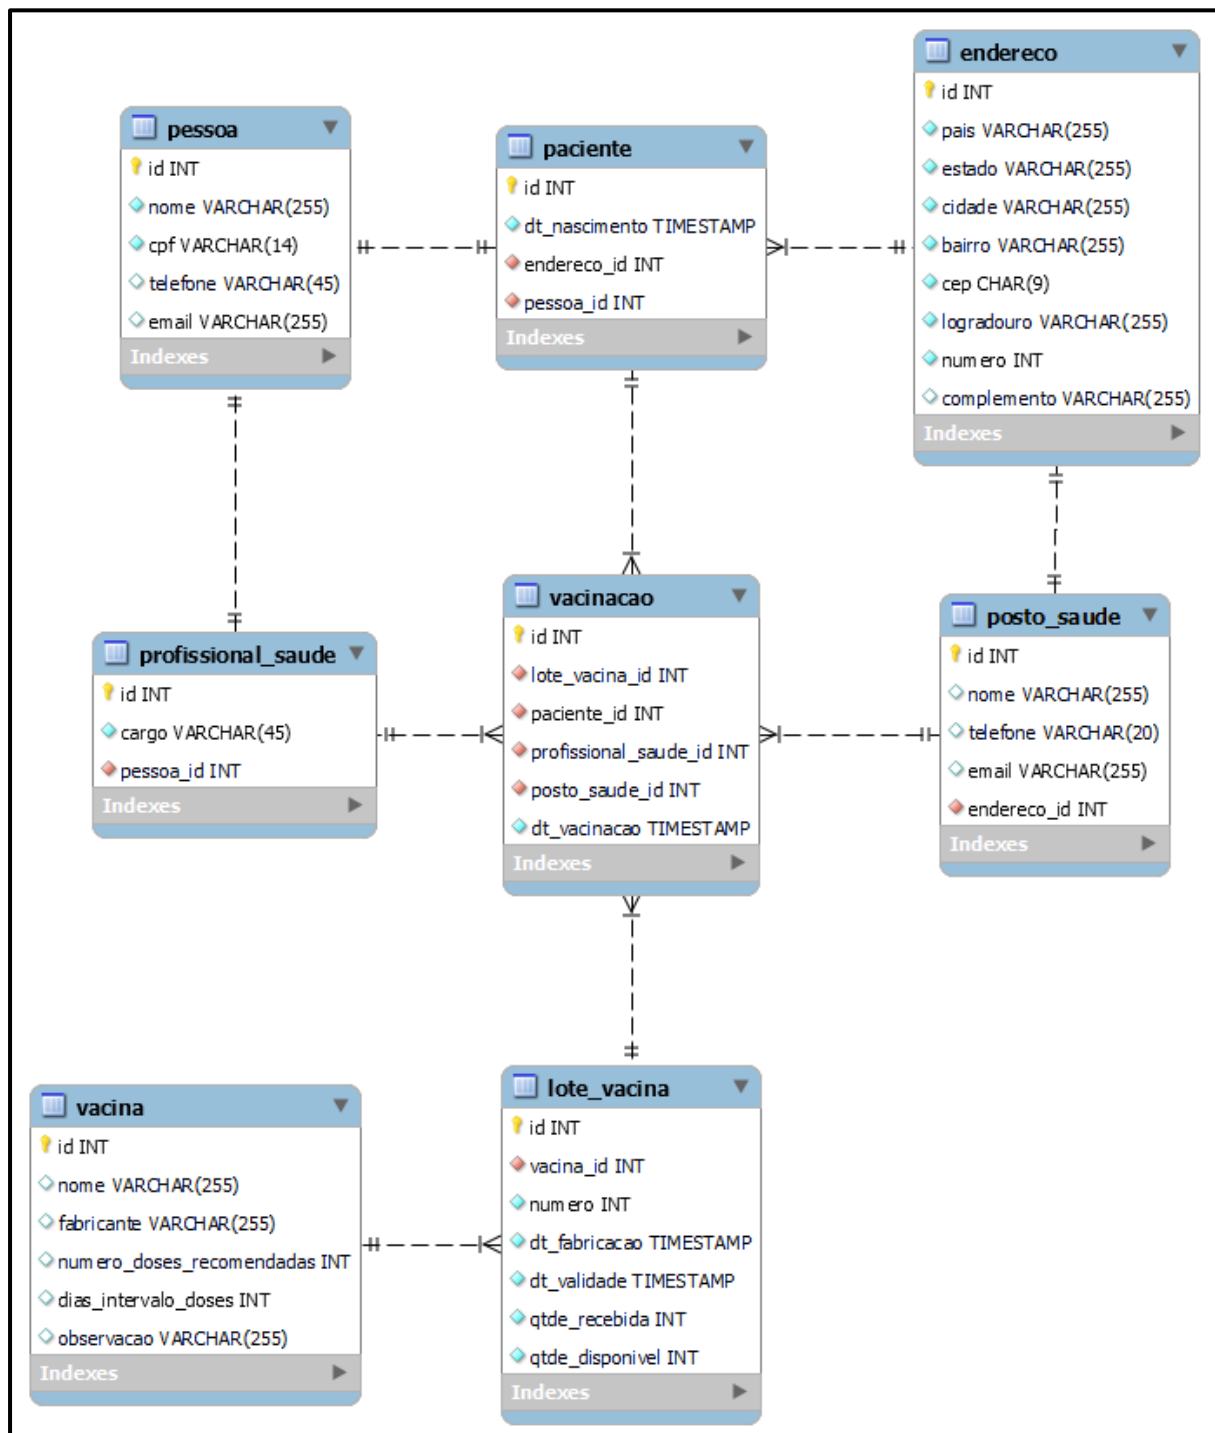 pessoa
id INT
nome VARCHAR(255)
cpf VARCHAR(14)
telefone VARCHAR(45)
email VARCHAR(255)
Indexes
paciente
id INT
dt_nascimento TIMESTAMP
endereco_id INT
pessoa_id INT
Indexes
endereco
id INT
pais VARCHAR(255)
estado VARCHAR(255)
cidade VARCHAR(255)
bairro VARCHAR(255)
cep CHAR(9)
logradouro VARCHAR(255)
numero INT
complemento VARCHAR(255)
Indexes
profissional_saude
id INT
cargo VARCHAR(45)
pessoa_id INT
Indexes
vacinacao
id INT
lote_vacina_id INT
paciente_id INT
profissional_saude_id INT
posto_saude_id INT
dt_vacinacao TIMESTAMP
Indexes
posto_saude
id INT
nome VARCHAR(255)
telefone VARCHAR(20)
email VARCHAR(255)
endereco_id INT
Indexes
vacina
id INT
nome VARCHAR(255)
fabricante VARCHAR(255)
numero_doses_recomendadas INT
dias_intervalo_doses INT
observacao VARCHAR(255)
Indexes
lote_vacina
id INT
vacina_id INT
numero INT
dt_fabricacao TIMESTAMP
dt_validade TIMESTAMP
qtde_recebida INT
qtde_disponivel INT
Indexes